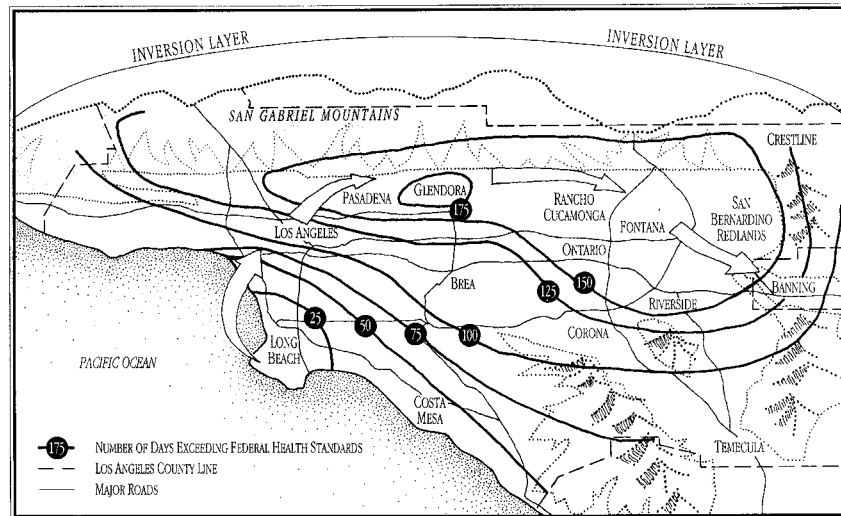 INVERSION LAYER
INVERSION LAYER
SAN GABRIEL MOUNTAINS
CRESTLINE
GLENDORA
PASADENA
175
RANCHO
CUCAMONGA
SAN
BERNARDINO
REDLANDS
FONTANA
LOS ANGELES
ONTARIO
BREA
125
150
BANNING
RIVERSIDE
25
50
75
100
CORONA
LONG
BEACH
PACIFIC OCEAN
COSTA
MESA
TEMECULA
175 NUMBER OF DAYS EXCEEDING FEDERAL HEALTH STANDARDS
LOS ANGELES COUNTY LINE
MAJOR ROADS